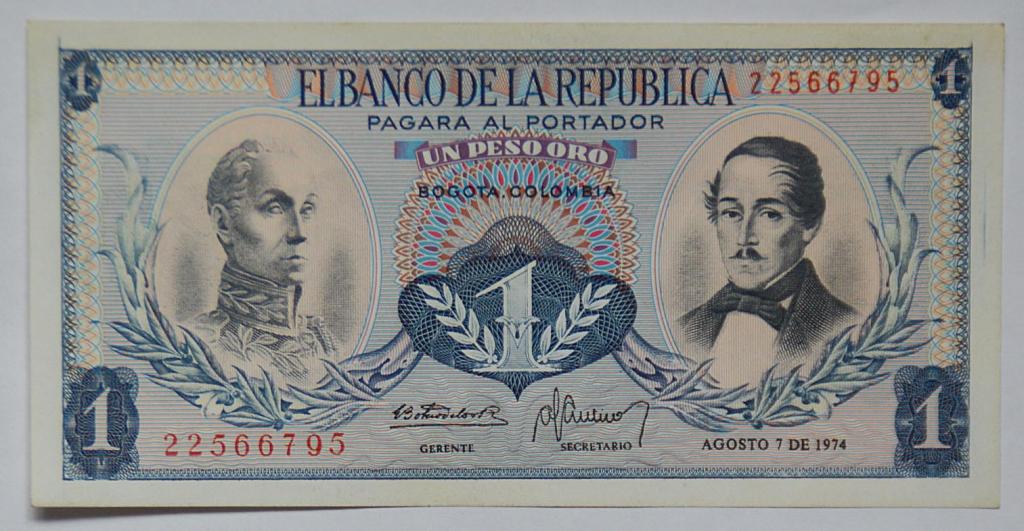 1 1
EL BANCO DE LA REPUBLICA 22566795
PAGARA AL PORTADOR
UN PESO ORO
BOGOTA, COLOMBIA
1
1 1
22566795
GERENTE SECRETARIO AGOSTO 7 DE 1974